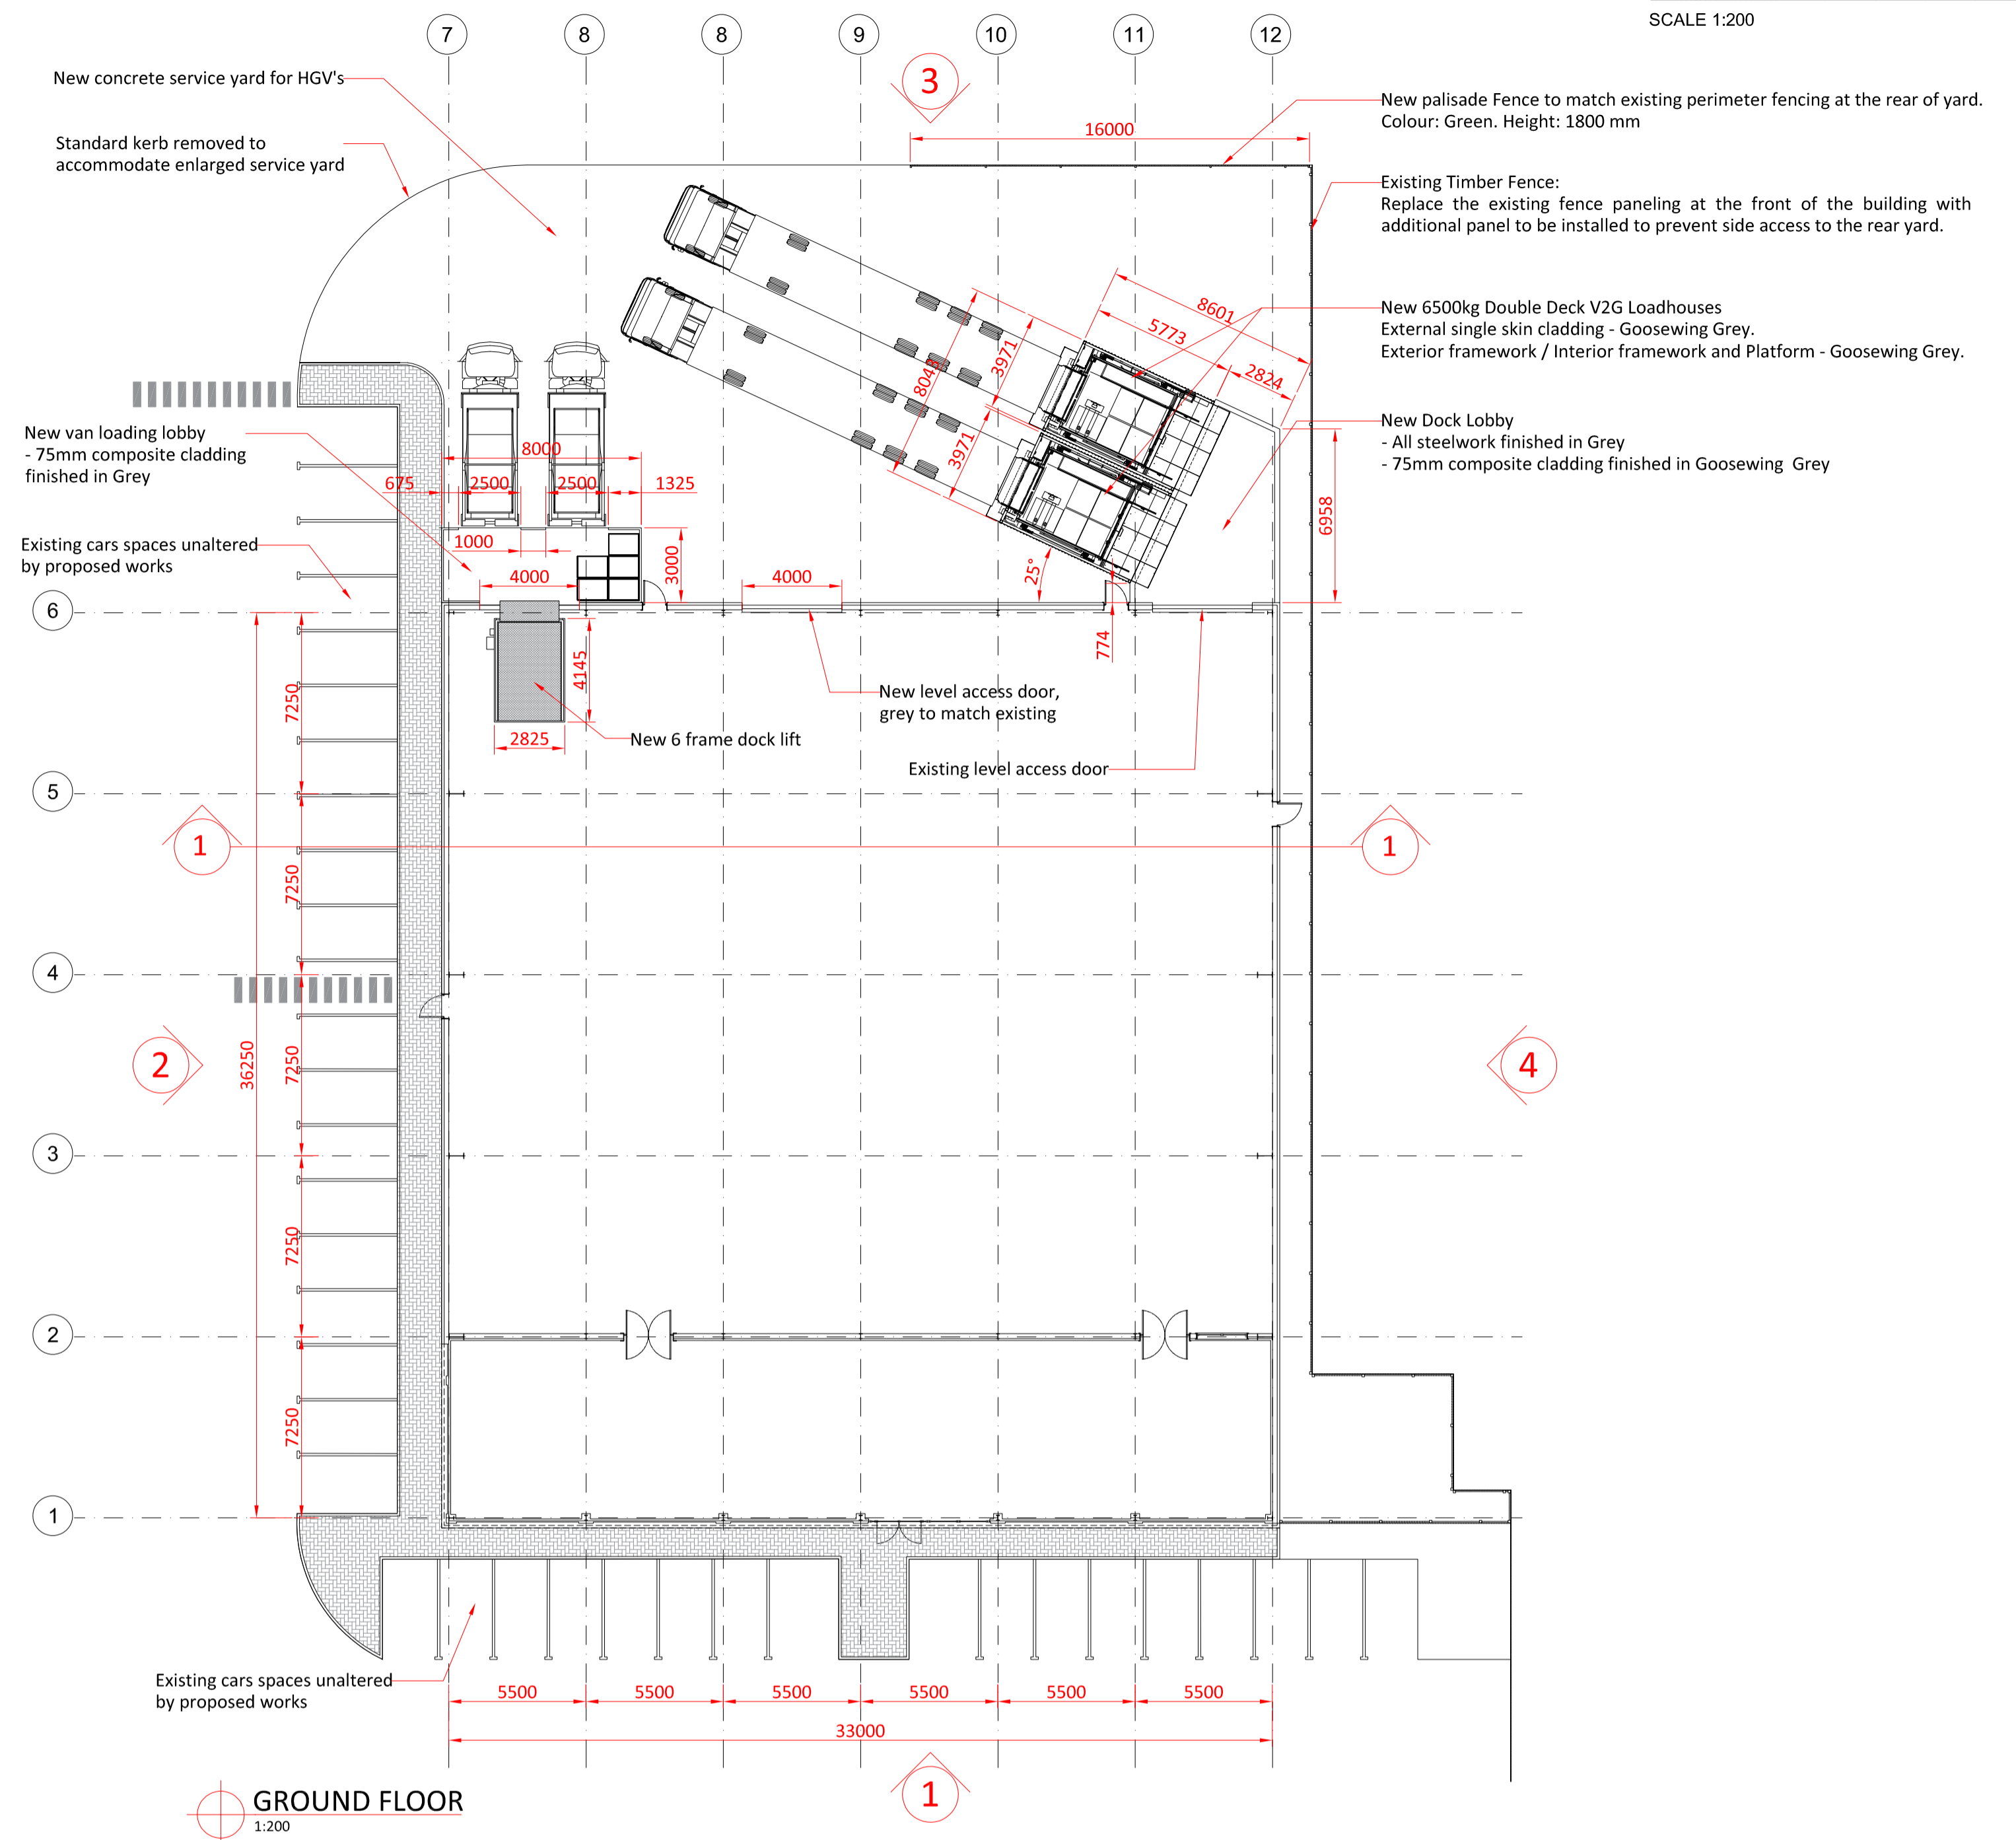 SCALE 1:200
7
8
8
9
10
11
12
3
New concrete service yard for HGV's
Standard kerb removed to
accommodate enlarged service yard
16000
New palisade Fence to match existing perimeter fencing at the rear of yard.
Colour: Green. Height: 1800 mm
Existing Timber Fence:
Replace the existing fence paneling at the front of the building with
additional panel to be installed to prevent side access to the rear yard.
New 6500kg Double Deck V2G Loadhouses
External single skin cladding - Goosewing Grey.
Exterior framework / Interior framework and Platform - Goosewing Grey.
New Dock Lobby
- All steelwork finished in Grey
- 75mm composite cladding finished in Goosewing Grey
8601
5773
2824
3971
3971
6958
25°
774
New van loading lobby
- 75mm composite cladding
finished in Grey
8000
675
2500
2500
1325
1000
3000
4000
4000
Existing cars spaces unaltered
by proposed works
6
4145
2825
New 6 frame dock lift
New level access door,
grey to match existing
Existing level access door
7250
5
1
1
7250
4
2
36250
7250
4
3
7250
2
7250
1
Existing cars spaces unaltered
by proposed works
5500
5500
5500
5500
5500
5500
33000
1
GROUND FLOOR
1:200